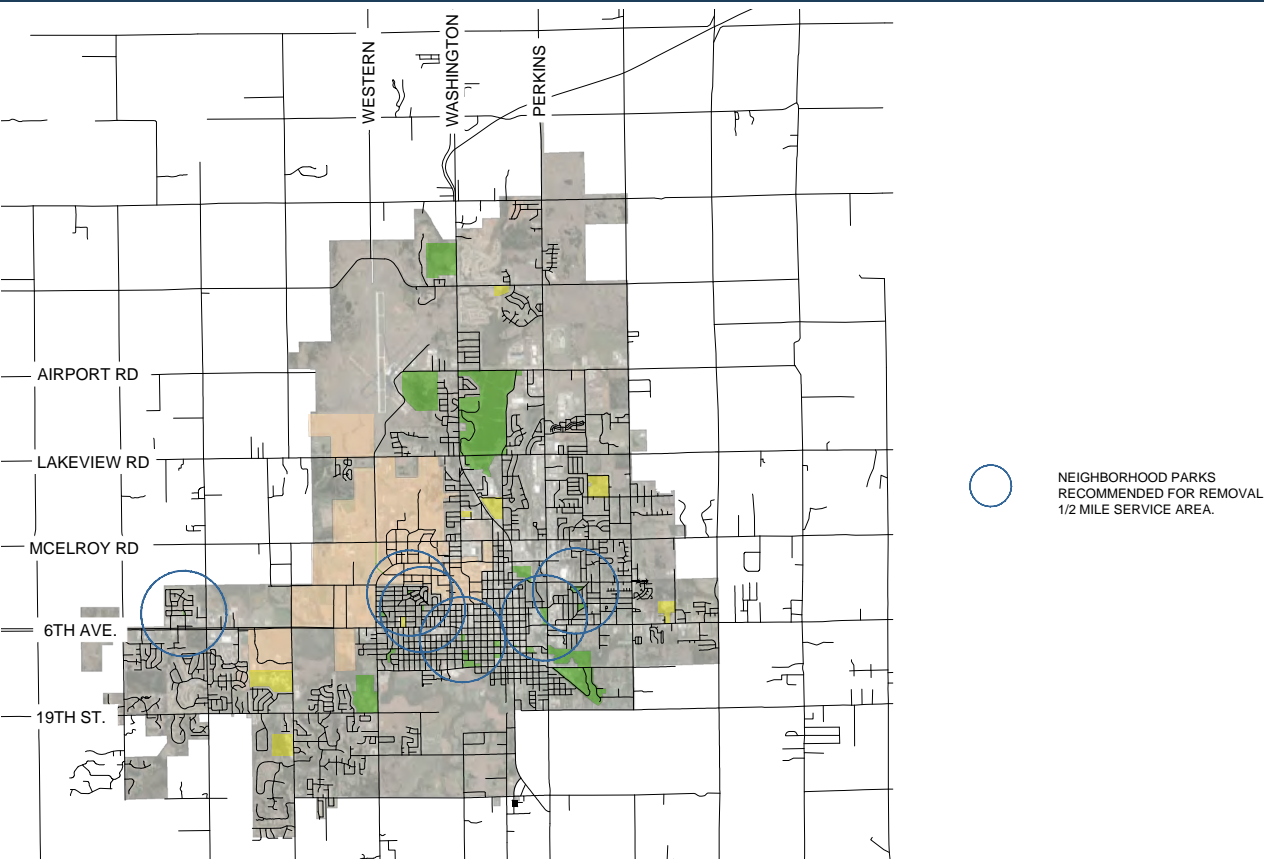 WESTERN
WASHINGTON
PERKINS
AIRPORT RD
LAKEVIEW RD
MCELROY RD
6TH AVE.
19TH ST.
NEIGHBORHOOD PARKS
RECOMMENDED FOR REMOVAL
1/2 MILE SERVICE AREA.